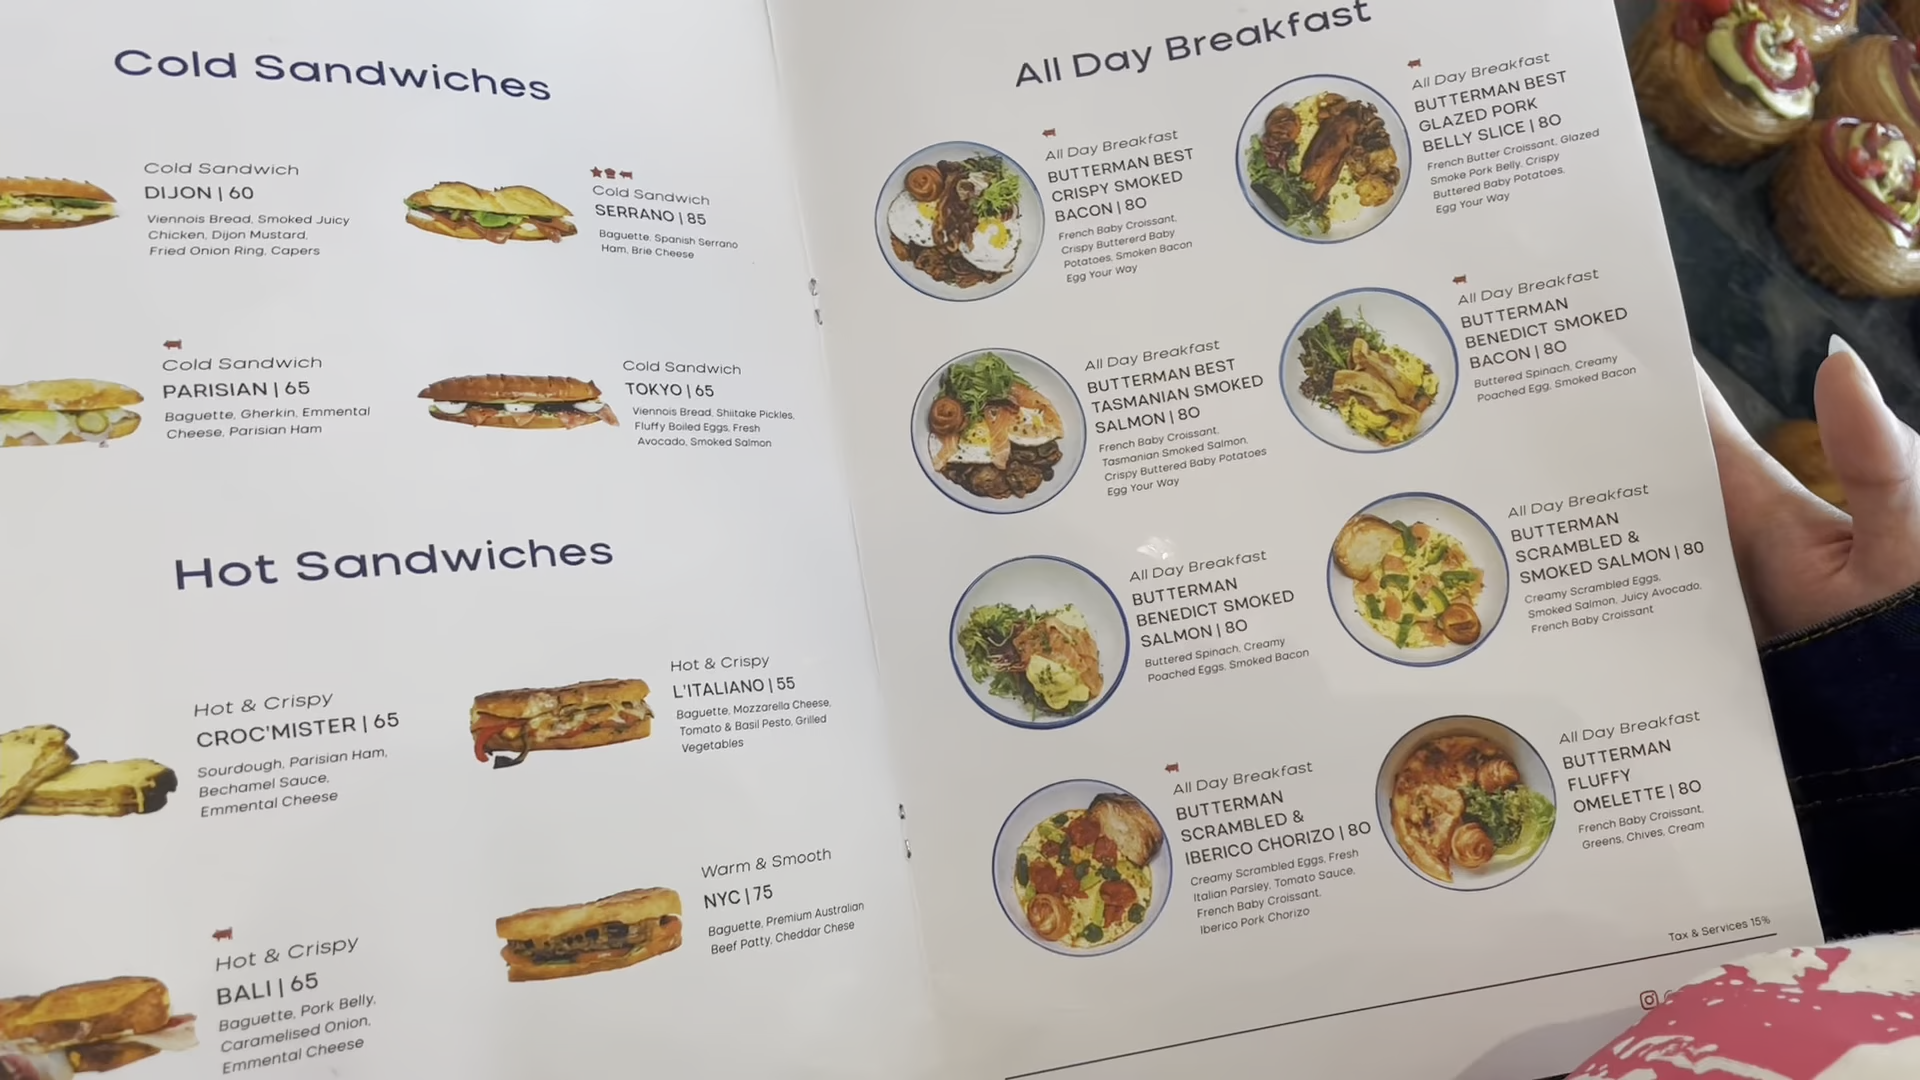 Cold Sandwiches
Cold Sandwich
DIJON | 60
Viennois Bread, Smoked Juicy
Chicken, Dijon Mustard,
Fried Onion Ring, Capers
Cold Sandwich
SERRANO | 85
Baguette, Spanish Serrano
Ham, Brie Cheese
Cold Sandwich
PARISIAN | 65
Baguette, Gherkin, Emmental
Cheese, Parisian Ham
Cold Sandwich
TOKYO | 65
Viennois Bread, Shiitake Pickles,
Fluffy Boiled Eggs, Fresh
Avocado, Smoked Salmon
Hot Sandwiches
Hot & Crispy
CROC'MISTER | 65
Sourdough, Parisian Ham,
Bechamel Sauce,
Emmental Cheese
Hot & Crispy
L'ITALIANO | 55
Baguette, Mozzarella Cheese,
Tomato & Basil Pesto, Grilled
Vegetables
Hot & Crispy
BALI | 65
Baguette, Pork Belly,
Caramelised Onion,
Emmental Cheese
Warm & Smooth
NYC | 75
Baguette, Premium Australian
Beef Patty, Cheddar Chese
All Day Breakfast
All Day Breakfast
BUTTERMAN BEST
CRISPY SMOKED
BACON | 80
French Baby Croissant,
Crispy Buttererd Baby
Potatoes, Smoken Bacon
Egg Your Way
All Day Breakfast
BUTTERMAN BEST
GLAZED PORK
BELLY SLICE | 80
French Butter Croissant, Glazed
Smoke Pork Belly, Crispy
Buttered Baby Potatoes,
Egg Your Way
All Day Breakfast
BUTTERMAN BEST
TASMANIAN SMOKED
SALMON | 80
French Baby Croissant,
Tasmanian Smoked Salmon,
Crispy Buttered Baby Potatoes
Egg Your Way
All Day Breakfast
BUTTERMAN
BENEDICT SMOKED
BACON | 80
Buttered Spinach, Creamy
Poached Egg, Smoked Bacon
All Day Breakfast
BUTTERMAN
BENEDICT SMOKED
SALMON | 80
Buttered Spinach, Creamy
Poached Eggs, Smoked Bacon
All Day Breakfast
BUTTERMAN
SCRAMBLED &
SMOKED SALMON | 80
Creamy Scrambled Eggs,
Smoked Salmon, Juicy Avocado,
French Baby Croissant
All Day Breakfast
BUTTERMAN
SCRAMBLED &
IBERICO CHORIZO | 80
Creamy Scrambled Eggs, Fresh
Italian Parsley, Tomato Sauce,
French Baby Croissant,
Iberico Pork Chorizo
All Day Breakfast
BUTTERMAN
FLUFFY
OMELETTE | 80
French Baby Croissant,
Greens, Chives, Cream
Tax & Services 15%